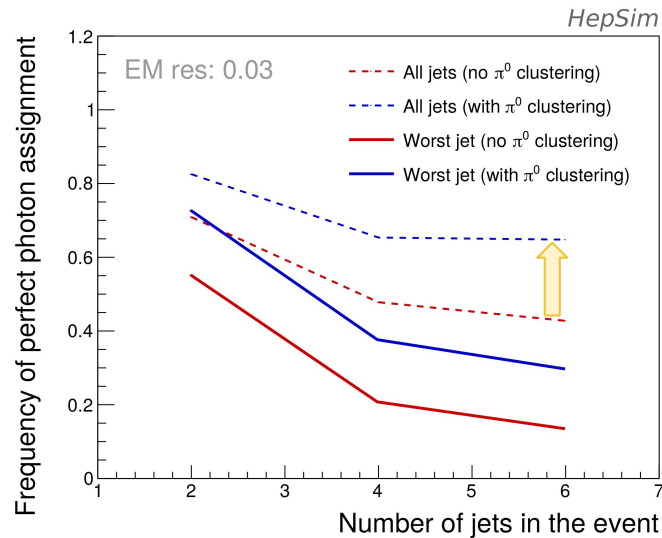 HepSim
EM res: 0.03
All jets (no π⁰ clustering)
All jets (with π⁰ clustering)
Worst jet (no π⁰ clustering)
Worst jet (with π⁰ clustering)
Frequency of perfect photon assignment
1.2
1
0.8
0.6
0.4
0.2
0
1 2 3 4 5 6 7
Number of jets in the event